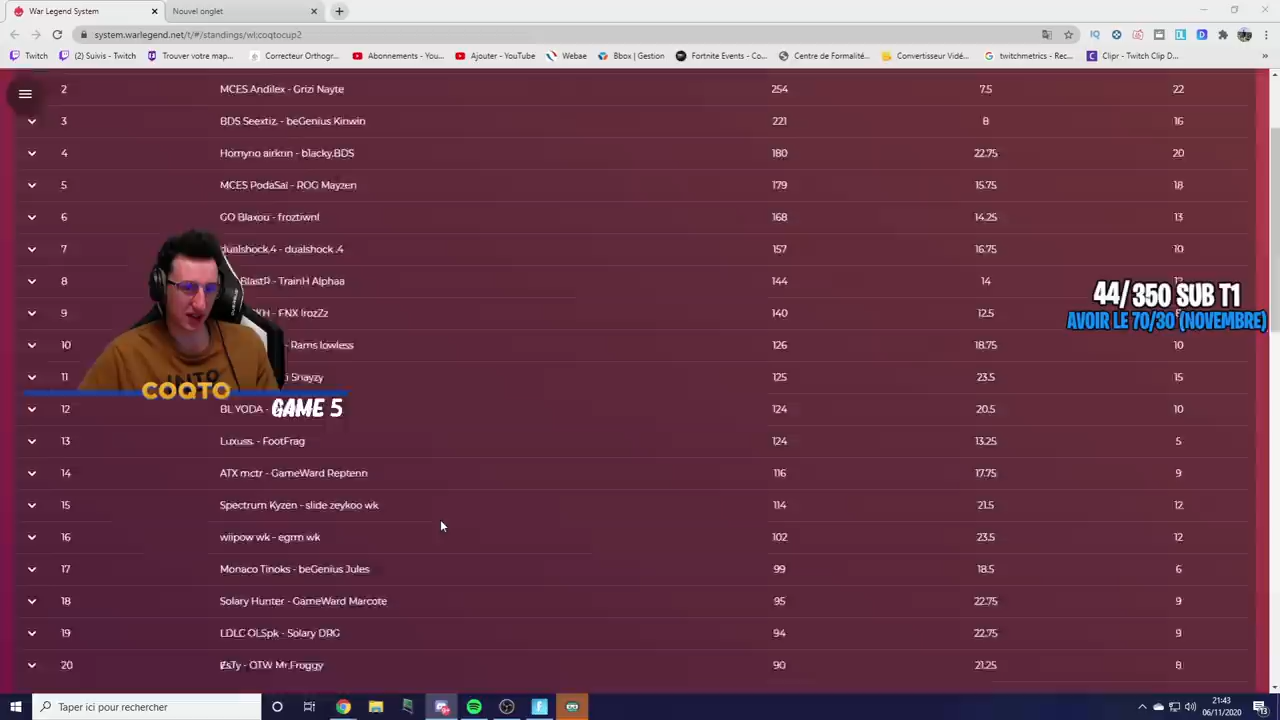 War Legend System
Nouvel onglet
system.warlegend.net/t/#/standings/wl:coqtocup2
Twitch (2) Suivis - Twitch Trouver votre map... Correcteur Orthogr... Abonnements - You... Ajouter - YouTube Webae Bbox | Gestion Fortnite Events - C... Centre de Formalité... Convertisseur Vidé... twitchmetrics - Rec... Clipr - Twitch Clip D...
2 MCES Andilex - Grizi Nayte 254 7.5 22
3 BDS Seextiz. - beGenius Kinwin 221 8 16
4 Homyno airknn - blacky.BDS 180 22.75 20
5 MCES PodaSai - ROG Mayzen 179 15.75 18
6 GO Blaxou - froztiwnl 168 14.25 13
7 dualshock.4 - dualshock .4 157 16.75 10
8 - TrainH Alphaa 144 14
9 - FNX IrozZz 140 12.5
44/350 SUB T1
AVOIR LE 70/30 (NOVEMBRE)
10 - Rams lowless 126 18.75 10
11 Shayzy 125 23.5 15
COQTO
12 BL YODA - 124 20.5 10
GAME 5
13 Luxuss. - FootFrag 124 13.25 5
14 ATX mctr - GameWard Reptenn 116 17.75 9
15 Spectrum Kyzen - slide zeykoo wk 114 21.5 12
16 wiipow wk - egrm wk 102 23.5 12
17 Monaco Tinoks - beGenius Jules 99 18.5 6
18 Solary Hunter - GameWard Marcote 95 22.75 9
19 LDLC OLSpk - Solary DRG 94 22.75 9
20 - OTW Mr.Froggy 90 21.25 8
Taper ici pour rechercher
21:43
06/11/2020